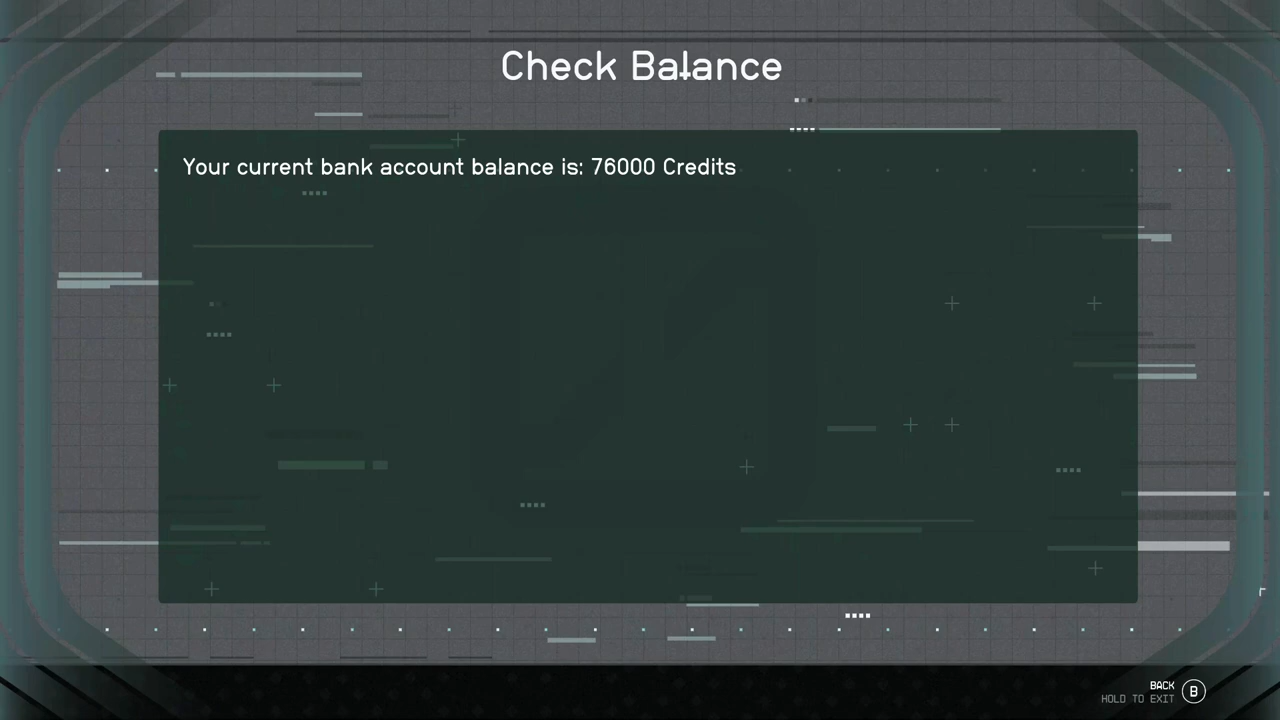 Check Balance
Your current bank account balance is: 76000 Credits
BACK
HOLD TO EXIT
B